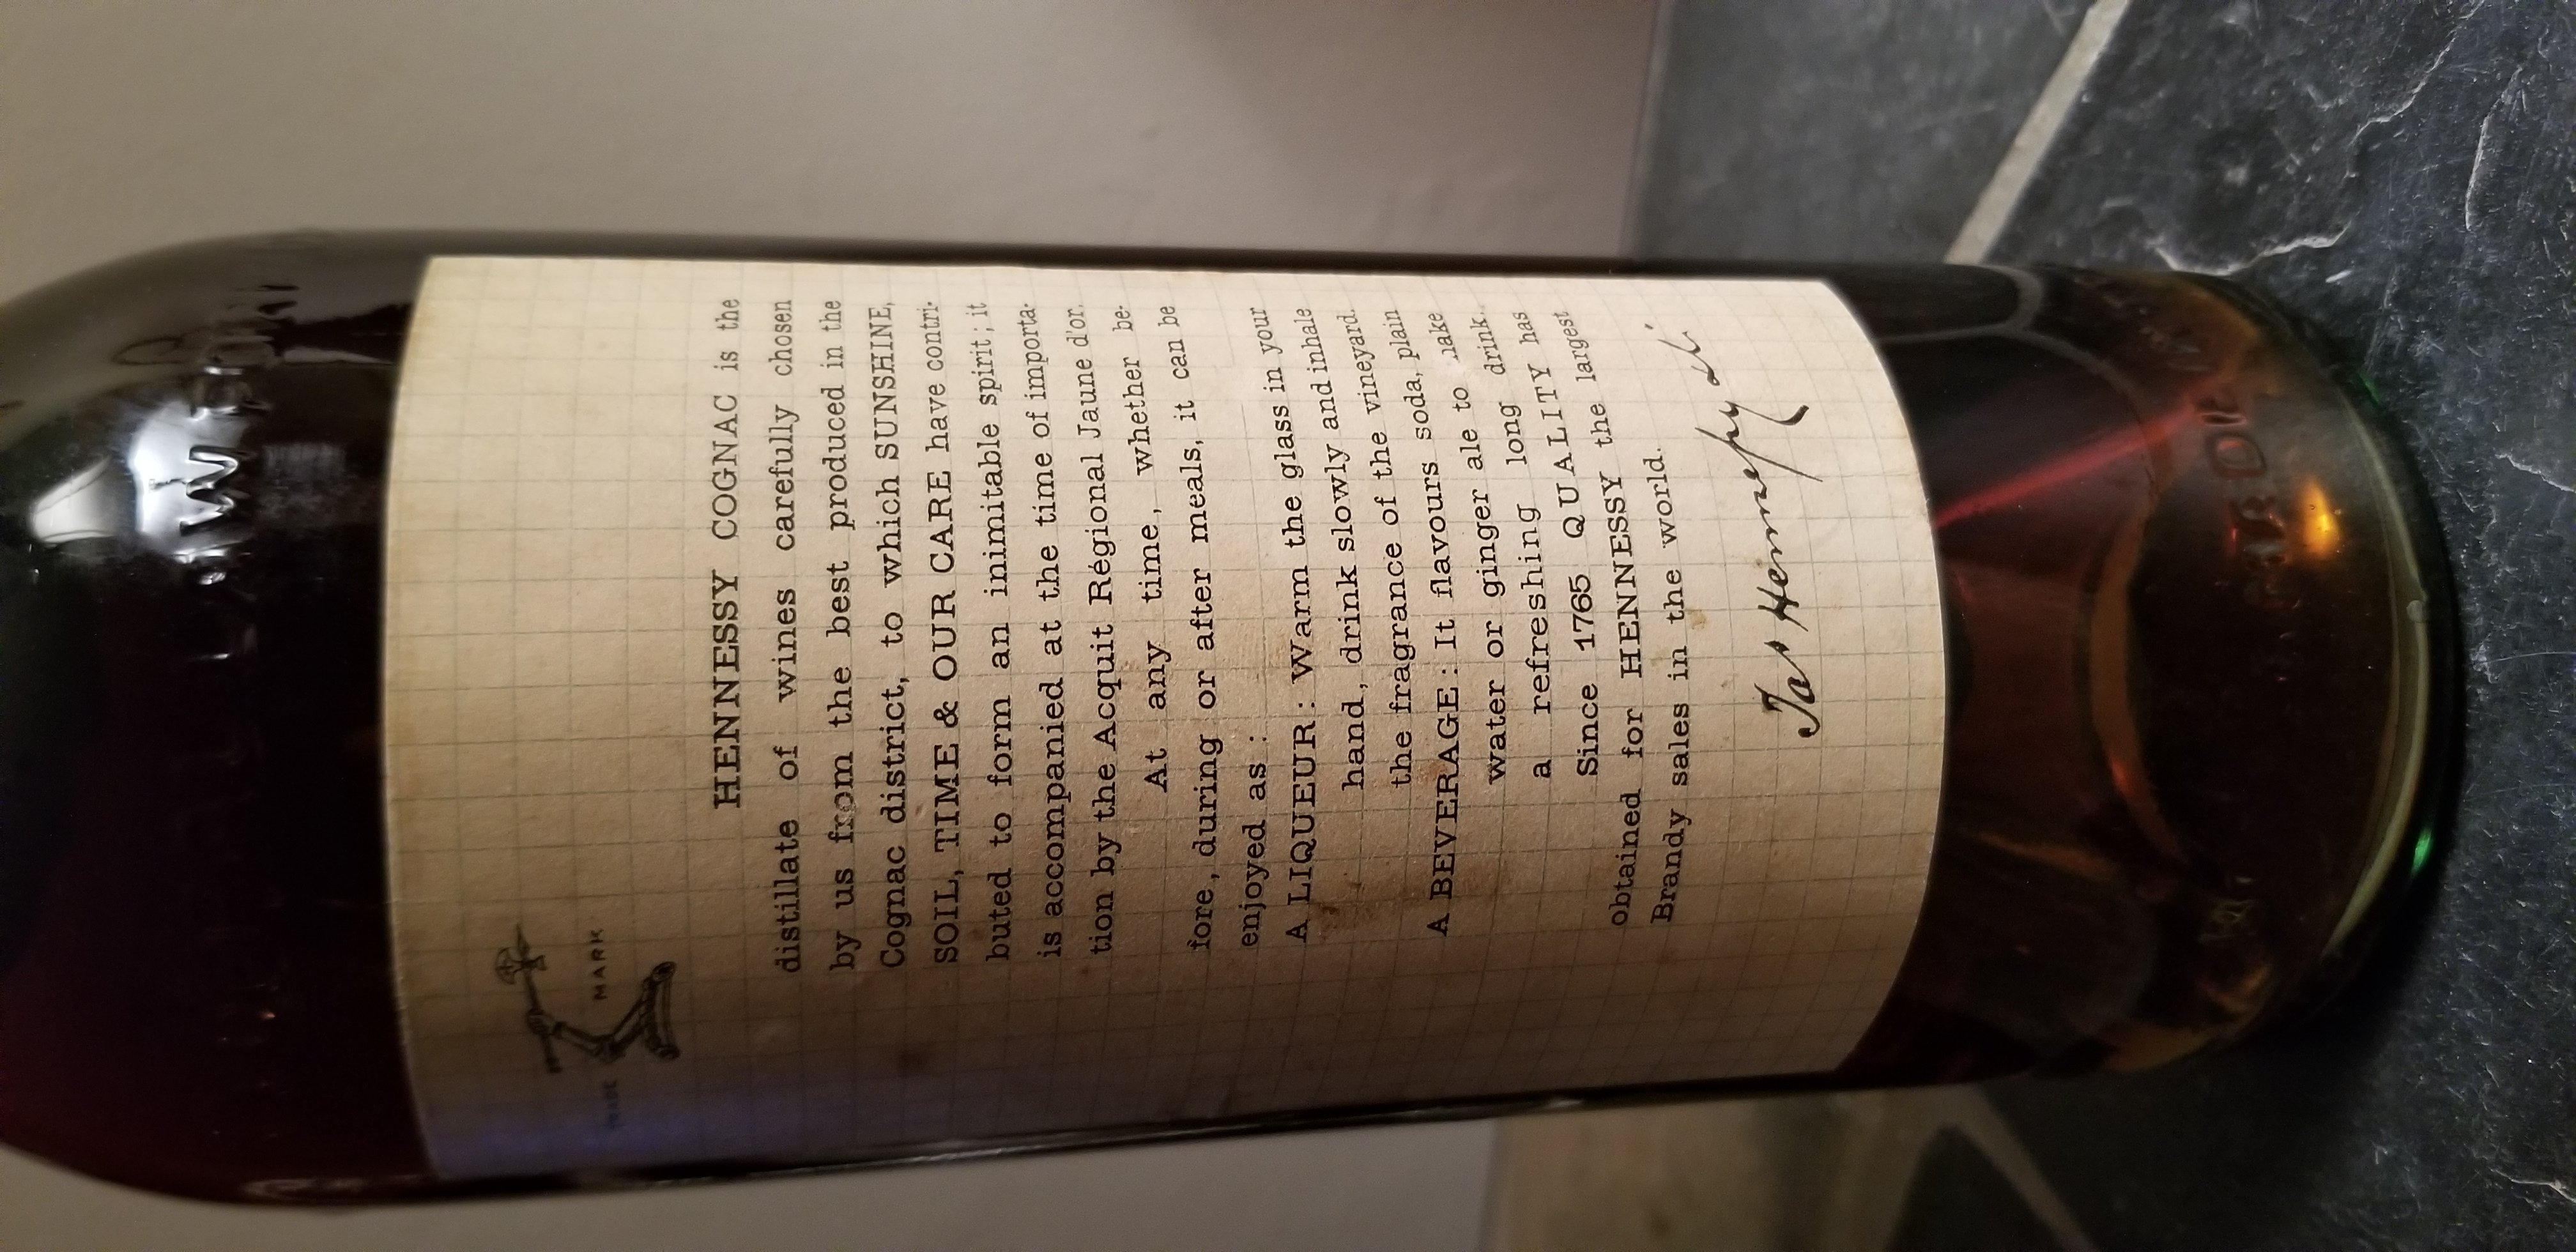 TRADE MARK
HENNESSY COGNAC is the
distillate of wines carefully chosen
by us from the best produced in the
Cognac district, to which SUNSHINE,
SOIL, TIME & OUR CARE have contri-
buted to form an inimitable spirit ; it
is accompanied at the time of importa-
tion by the Acquit Régional Jaune d'or.
At any time, whether be-
fore, during or after meals, it can be
enjoyed as :
A LIQUEUR : Warm the glass in your
hand, drink slowly and inhale
the fragrance of the vineyard.
A BEVERAGE : It flavours soda, plain
water or ginger ale to make
a refreshing long drink.
Since 1765 QUALITY has
obtained for HENNESSY the largest
Brandy sales in the world.
Jas Hennessy & Co